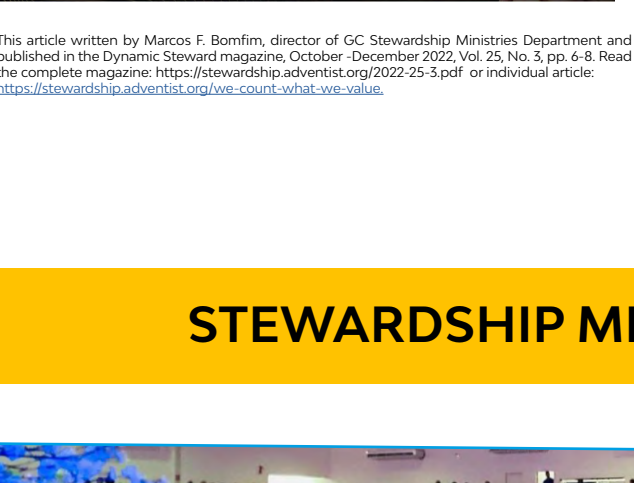 This article written by Marcos F. Bomfim, director of GC Stewardship Ministries Department and
published in the Dynamic Steward magazine, October -December 2022, Vol. 25, No. 3, pp. 6-8. Read
the complete magazine: https://stewardship.adventist.org/2022-25-3.pdf or individual article:
https://stewardship.adventist.org/we-count-what-we-value.
STEWARDSHIP MI